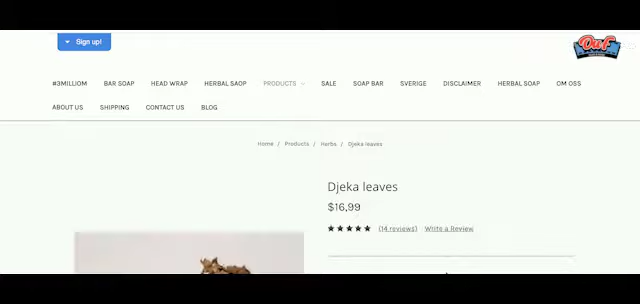 Sign up!
Owf
#3MILLIOM BAR SOAP HEAD WRAP HERBAL SAOP PRODUCTS SALE SOAP BAR SVERIGE DISCLAIMER HERBAL SOAP OM OSS
ABOUT US SHIPPING CONTACT US BLOG
Home / Products / Herbs / Djeka leaves
Djeka leaves
$16,99
(14 reviews) Write a Review